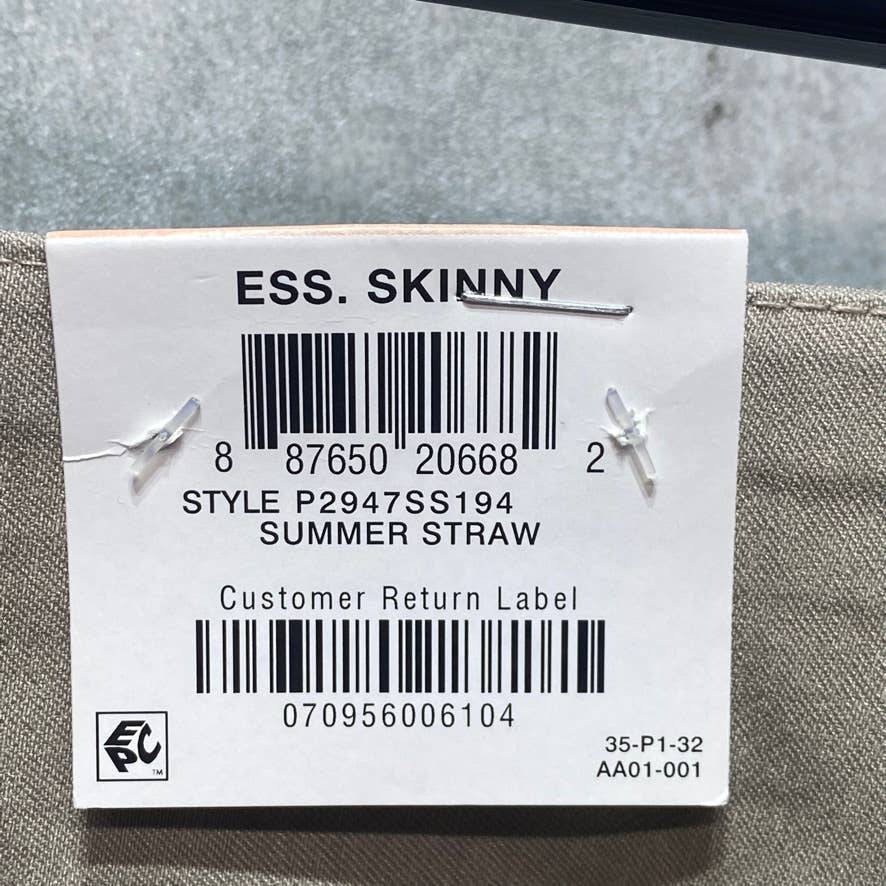 ESS. SKINNY
8 87650 20668 2
STYLE P2947SS194
SUMMER STRAW
Customer Return Label
070956006104
EPC
TM
35-P1-32
AA01-001